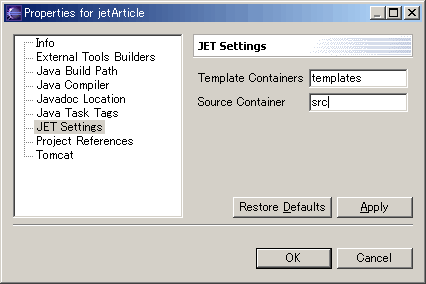 Properties for jetArticle
Info
External Tools Builders
Java Build Path
Java Compiler
Javadoc Location
Java Task Tags
JET Settings
Project References
Tomcat
JET Settings
Template Containers templates
Source Container src
Restore Defaults Apply
OK Cancel